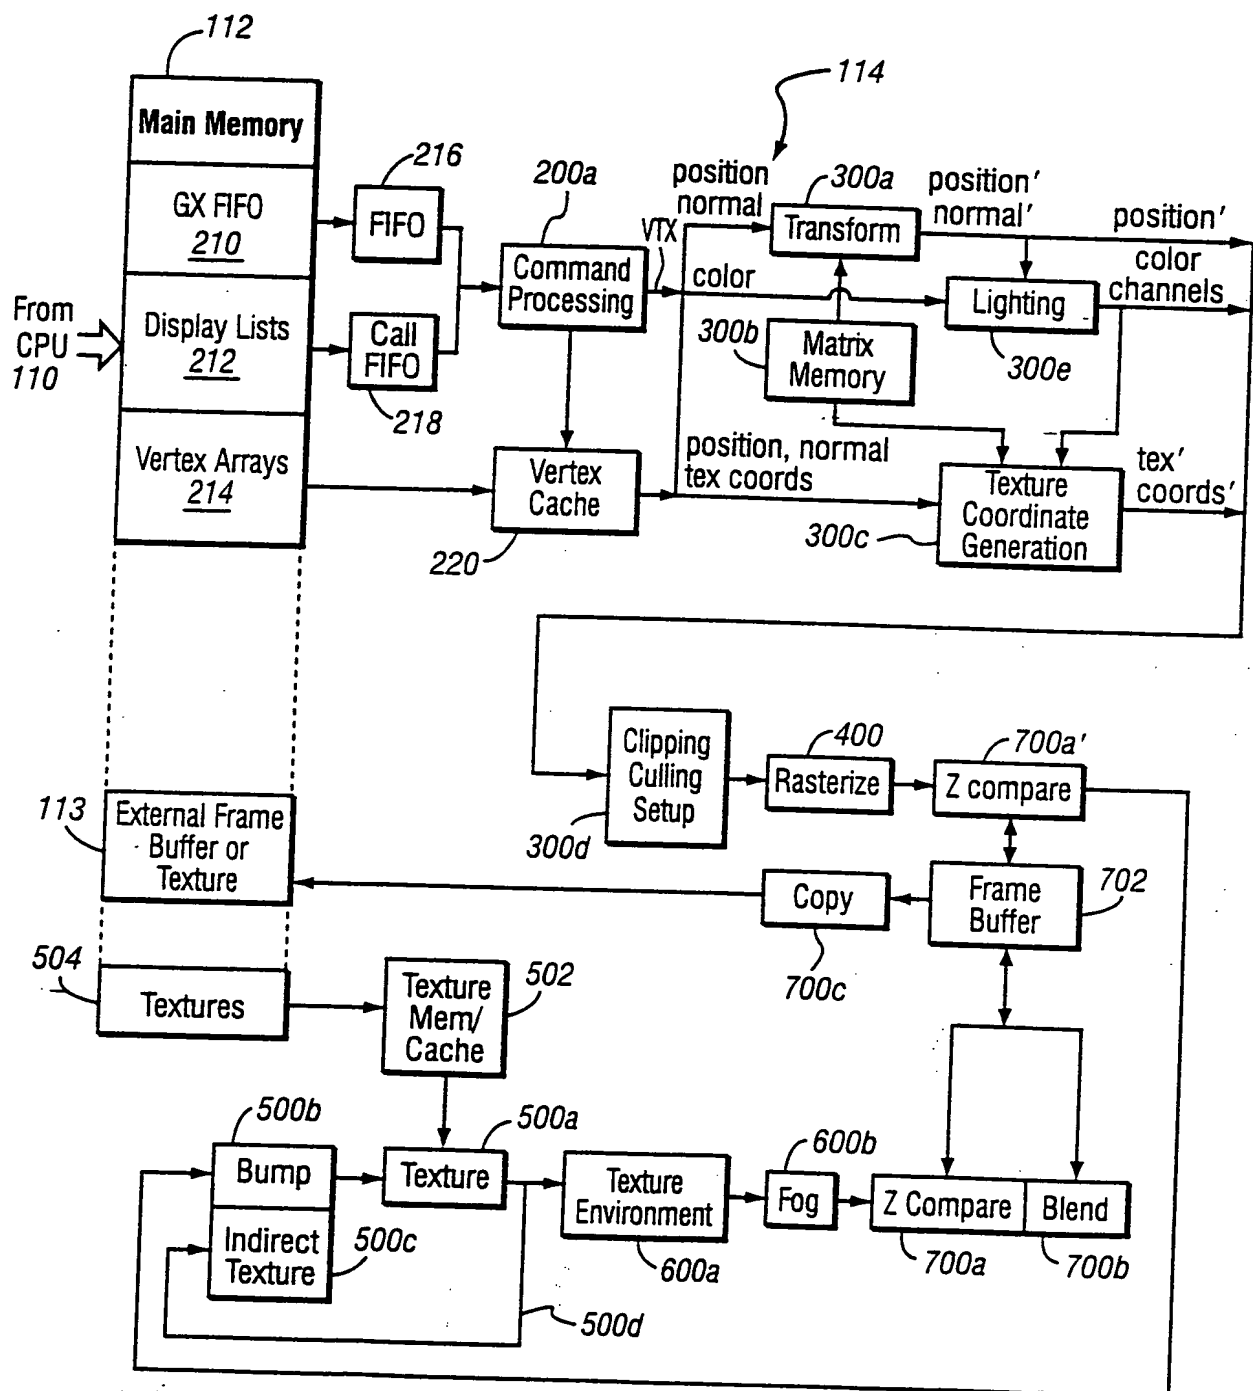 112
114
Main Memory
GX FIFO
210
Display Lists
212
Vertex Arrays
214
From
CPU
110
216
FIFO
Call
FIFO
218
200a
Command
Processing
VTX
Vertex
Cache
220
position
normal
300a
Transform
position′
normal′
position′
color
color
channels
Lighting
300e
300b
Matrix
Memory
position, normal
tex coords
Texture
Coordinate
Generation
300c
tex′
coords′
Clipping
Culling
Setup
300d
400
Rasterize
700a′
Z compare
113
External Frame
Buffer or
Texture
Copy
700c
Frame
Buffer
702
504
Textures
Texture
Mem/
Cache
502
500b
Bump
Indirect
Texture
500c
500a
Texture
500d
Texture
Environment
600a
600b
Fog
Z Compare
700a
Blend
700b